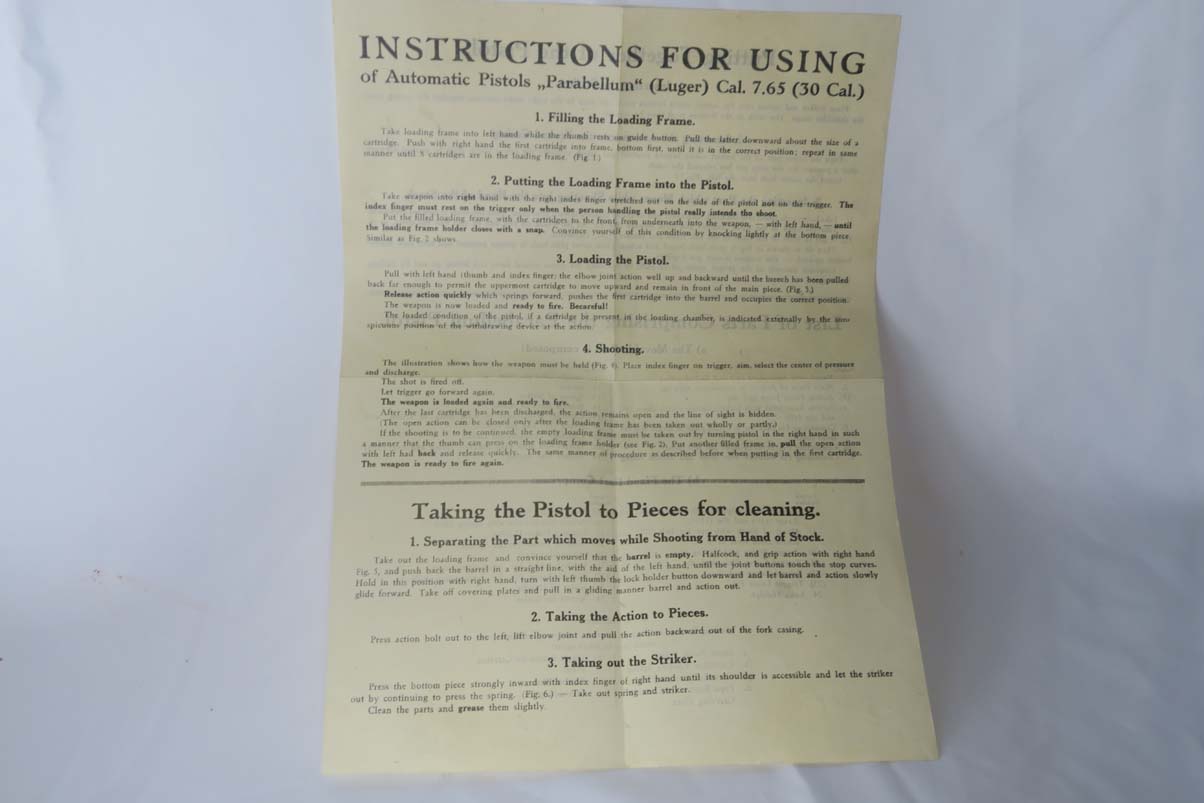 INSTRUCTIONS FOR USING
of Automatic Pistols „Parabellum“ (Luger) Cal. 7.65 (30 Cal.)
1. Filling the Loading Frame.
Take loading frame into left hand while the thumb rests on guide button. Pull the latter downward about the size of a
cartridge. Push with right hand the first cartridge into frame, bottom first, until it is in the correct position; repeat in same
manner until 8 cartridges are in the loading frame. (Fig 1.)
2. Putting the Loading Frame into the Pistol.
Take weapon into right hand with the right index finger stretched out on the side of the pistol not on the trigger. The
index finger must rest on the trigger only when the person handling the pistol really intends tho shoot.
Put the filled loading frame, with the cartridges to the front, from underneath into the weapon, — with left hand, — until
the loading frame holder closes with a snap. Convince yourself of this condition by knocking lightly at the bottom piece.
Similar as Fig. 2 shows.
3. Loading the Pistol.
Pull with left hand (thumb and index finger; the elbow joint action well up and backward until the breech has been pulled
back far enough to permit the uppermost cartridge to move upward and remain in front of the main piece. (Fig. 3.)
Release action quickly which springs forward, pushes the first cartridge into the barrel and occupies the correct position.
The weapon is now loaded and ready to fire. Becareful!
The loaded condition of the pistol, if a cartridge be present in the loading chamber, is indicated externally by the con-
spicuous position of the withdrawing device at the action.
4. Shooting.
The illustration shows how the weapon must be held (Fig. 4). Place index finger on trigger, aim, select the center of pressure
and discharge.
The shot is fired off.
Let trigger go forward again.
The weapon is loaded again and ready to fire.
After the last cartridge has been discharged, the action remains open and the line of sight is hidden.
(The open action can be closed only after the loading frame has been taken out wholly or partly.)
If the shooting is to be continued, the empty loading frame must be taken out by turning pistol in the right hand in such
a manner that the thumb can press on the loading frame holder (see Fig. 2). Put another filled frame in, pull the open action
with left had back and release quickly. The same manner of procedure as described before when putting in the first cartridge.
The weapon is ready to fire again.
Taking the Pistol to Pieces for cleaning.
1. Separating the Part which moves while Shooting from Hand of Stock.
Take out the loading frame and convince yourself that the barrel is empty. Halfcock, and grip action with right hand
Fig. 5, and push back the barrel in a straight line, with the aid of the left hand, until the joint buttons touch the stop curves.
Hold in this position with right hand, turn with left thumb the lock holder button downward and let barrel and action slowly
glide forward. Take off covering plates and pull in a gliding manner barrel and action out.
2. Taking the Action to Pieces.
Press action bolt out to the left, lift elbow joint and pull the action backward out of the fork casing.
3. Taking out the Striker.
Press the bottom piece strongly inward with index finger of right hand until its shoulder is accessible and let the striker
out by continuing to press the spring. (Fig. 6.) — Take out spring and striker.
Clean the parts and grease them slightly.